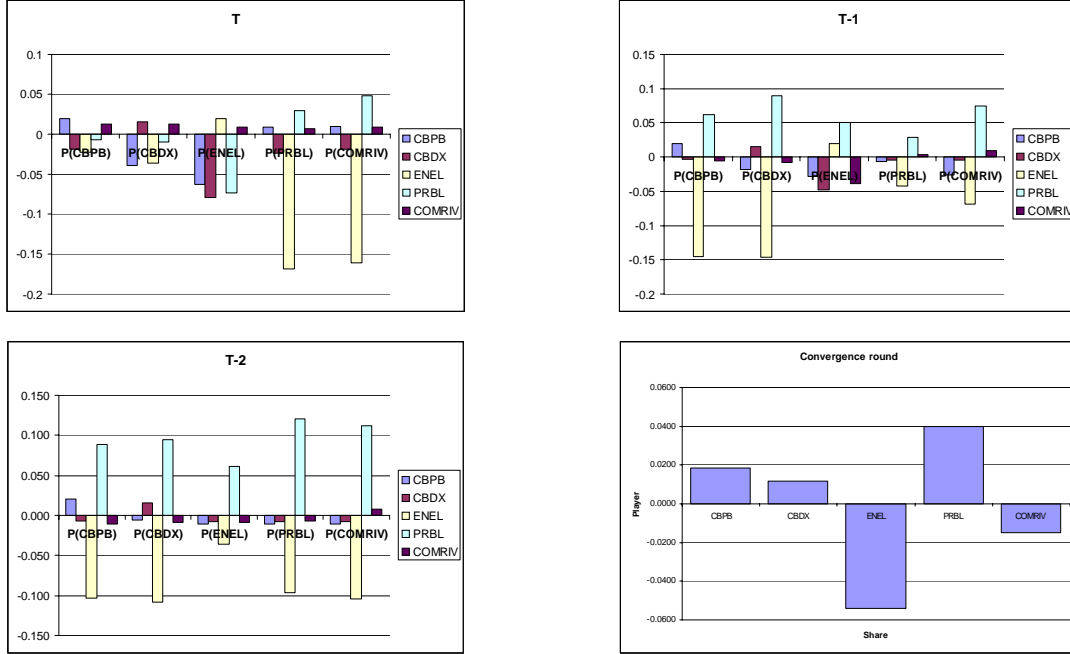 T
0.1
0.05
0
-0.05
-0.1
-0.15
-0.2
P(CBPB)
P(CBDX)
P(ENEL)
P(PRBL)
P(COMRIV)
CBPB
CBDX
ENEL
PRBL
COMRIV
T-1
0.15
0.1
0.05
0
-0.05
-0.1
-0.15
-0.2
P(CBPB)
P(CBDX)
P(ENEL)
P(PRBL)
P(COMRIV)
CBPB
CBDX
ENEL
PRBL
COMRIV
T-2
0.150
0.100
0.050
0.000
-0.050
-0.100
-0.150
P(CBPB)
P(CBDX)
P(ENEL)
P(PRBL)
P(COMRIV)
CBPB
CBDX
ENEL
PRBL
COMRIV
Convergence round
0.0600
0.0400
0.0200
0.0000
-0.0200
-0.0400
-0.0600
Player
CBPB
CBDX
ENEL
PRBL
COMRIV
Share